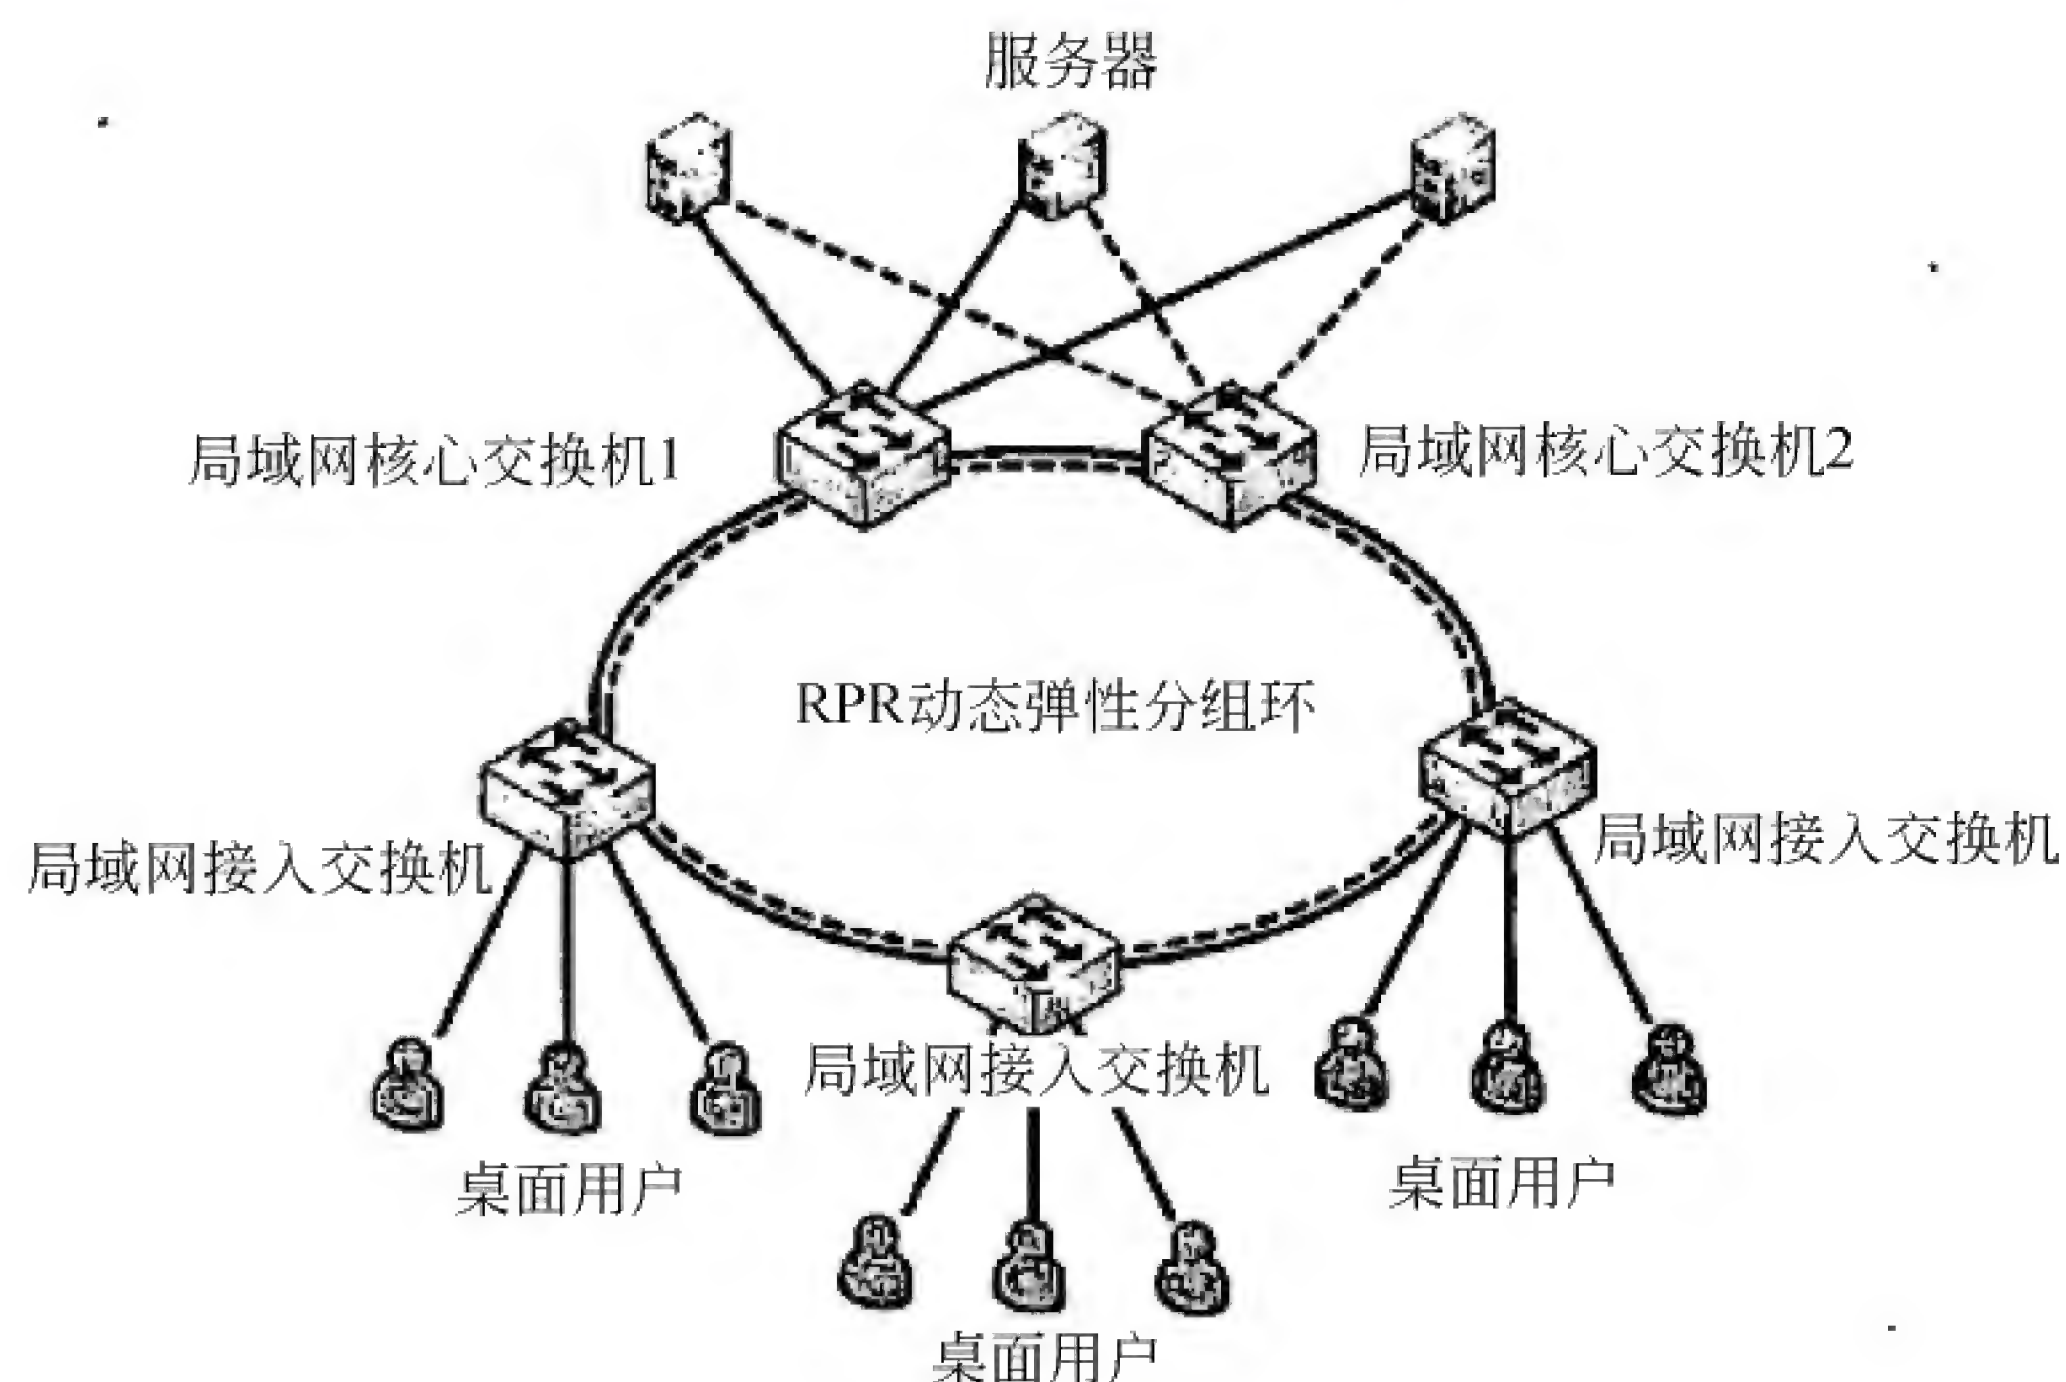 服务器
局域网核心交换机1
局域网核心交换机2
RPR动态弹性分组环
局域网接入交换机
局域网接入交换机
局域网接入交换机
桌面用户
桌面用户
桌面用户